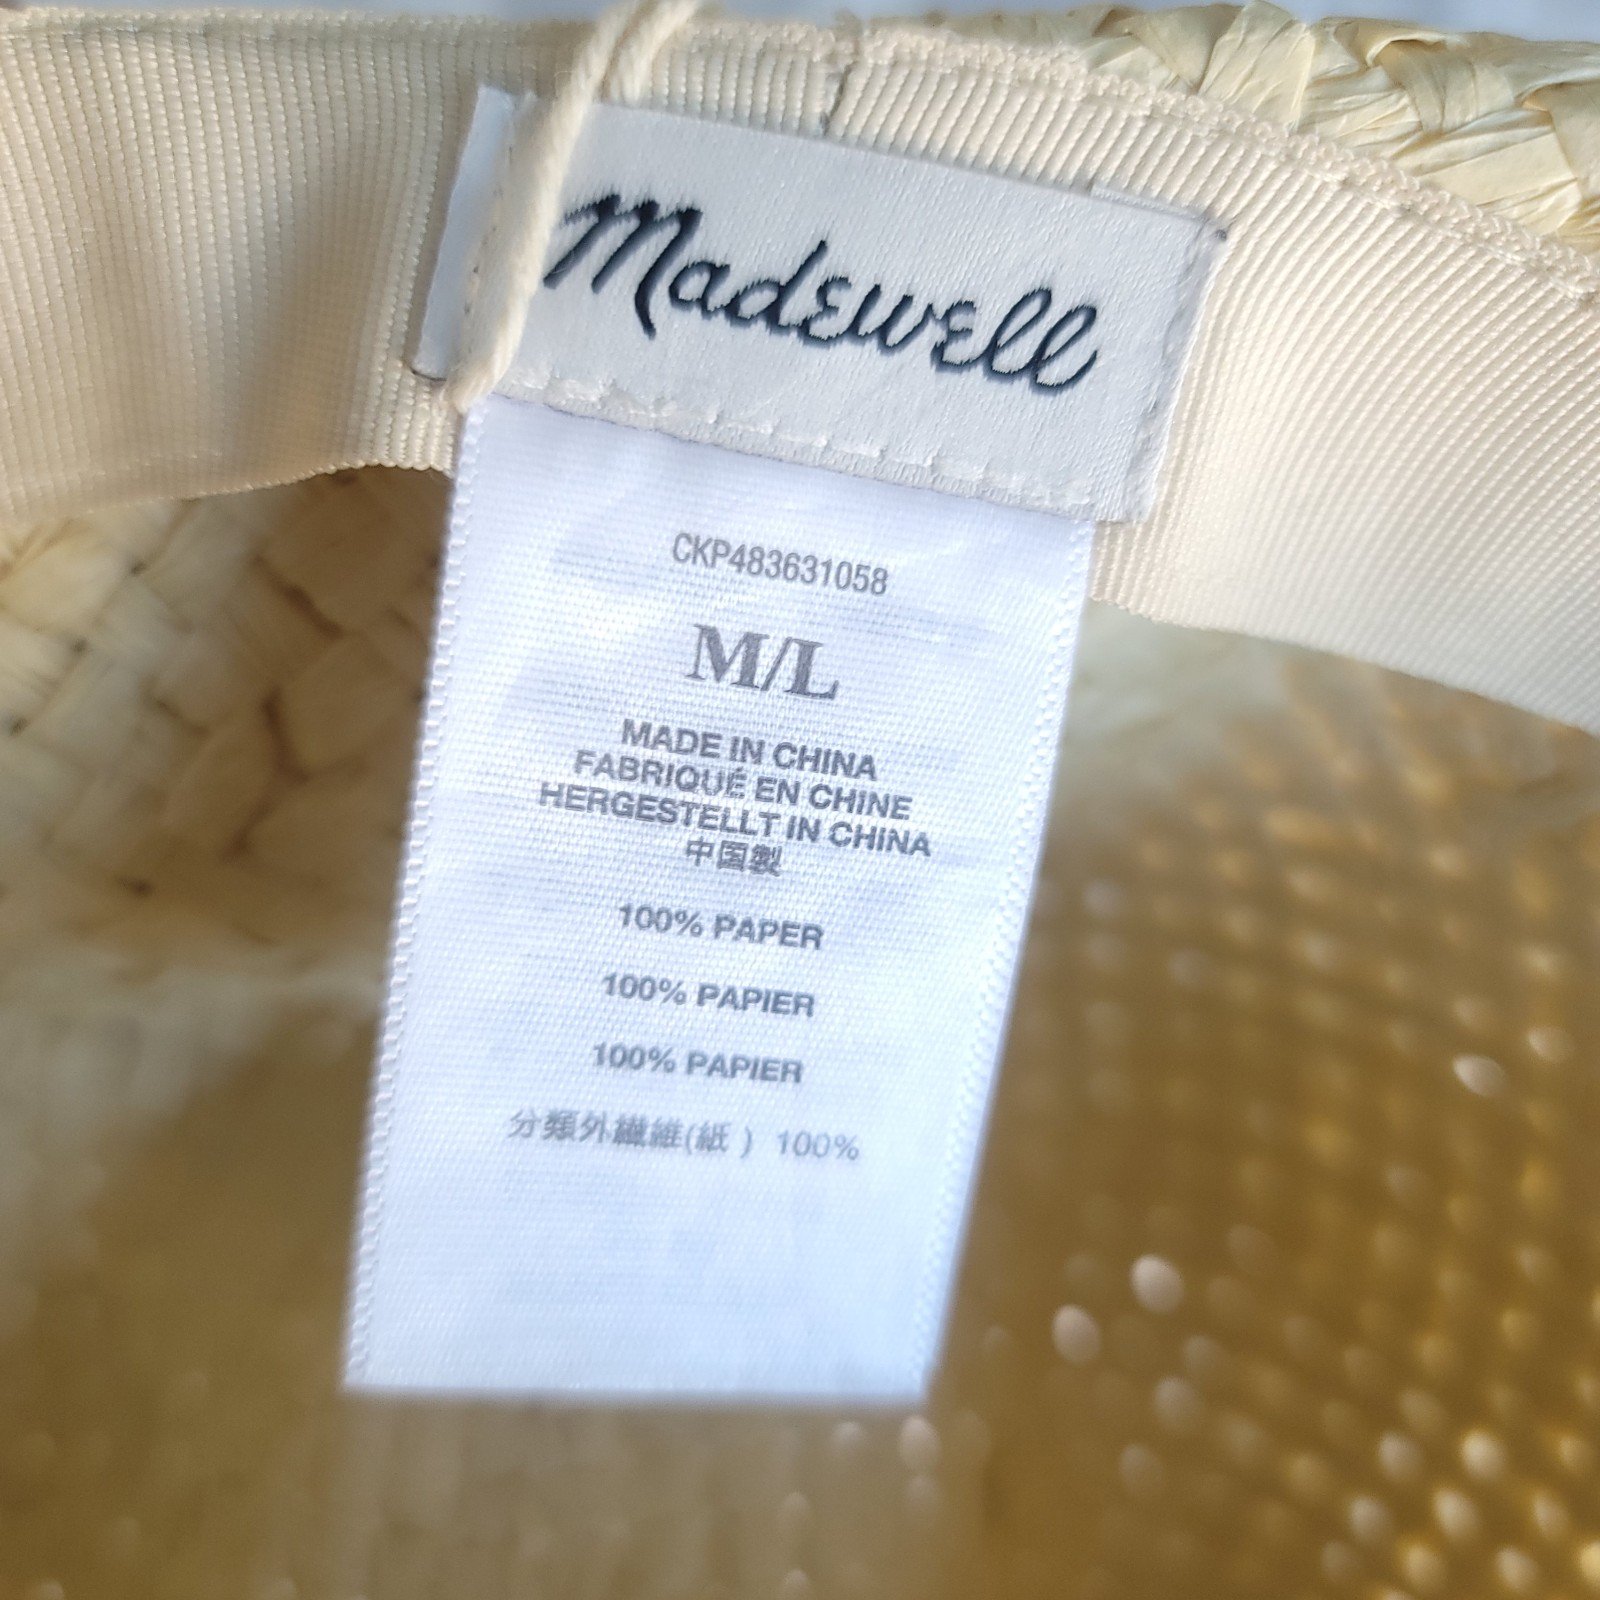 Madewell
CKP483631058
M/L
MADE IN CHINA
FABRIQUÉ EN CHINE
HERGESTELLT IN CHINA
中国製
100% PAPER
100% PAPIER
100% PAPIER
分類外繊維(紙) 100%